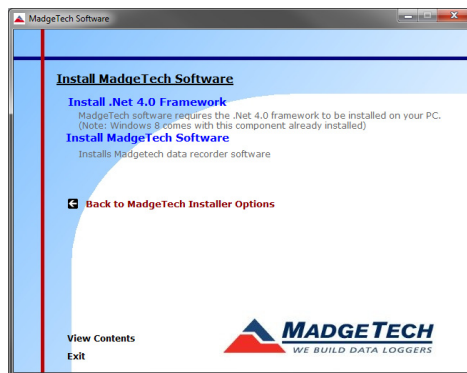 MadgeTech Software
Install MadgeTech Software
Install .Net 4.0 Framework
MadgeTech software requires the .Net 4.0 framework to be installed on your PC.
(Note: Windows 8 comes with this component already installed)
Install MadgeTech Software
Installs Madgetech data recorder software
Back to MadgeTech Installer Options
View Contents
Exit
MADGETECH
WE BUILD DATA LOGGERS